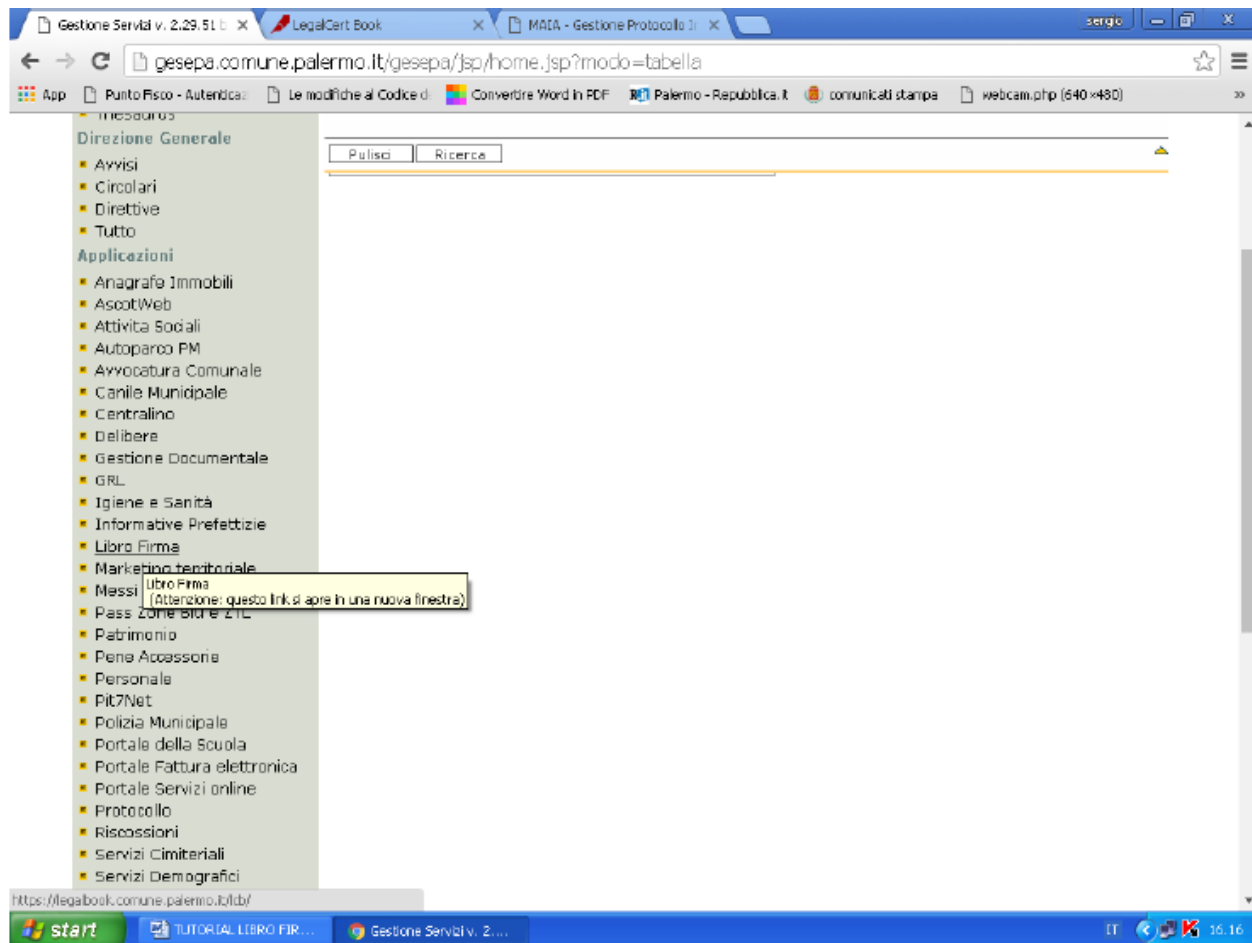 Gestione Servizi v. 2.29.51 b
LegalCert Book
MAIA - Gestione Protocollo I
sergio
gesepa.comune.palermo.it/gesepa/jsp/home.jsp?modo=tabella
App
Punto Fisco - Autentica
Le modifiche al Codice d
Convertire Word in PDF
Palermo - Repubblica.it
comunicati stampa
webcam.php (640×480)
»
Thesaurus
Direzione Generale
Avvisi
Circolari
Direttive
Tutto
Applicazioni
Anagrafe Immobili
AscotWeb
Attivita Sociali
Autoparco PM
Avvocatura Comunale
Canile Municipale
Centralino
Delibere
Gestione Documentale
GRL
Igiene e Sanità
Informative Prefettizie
Libro Firma
Marketing territoriale
Messi
Pass Zone Blu e ZTL
Patrimonio
Pene Accessorie
Personale
Pit7Net
Polizia Municipale
Portale della Scuola
Portale Fattura elettronica
Portale Servizi online
Protocollo
Riscossioni
Servizi Cimiteriali
Servizi Demografici
Pulisci
Ricerca
Libro Firma
(Attenzione: questo link si apre in una nuova finestra)
https://legalbook.comune.palermo.it/lcb/
start
TUTORIAL LIBRO FIR...
Gestione Servizi v. 2....
IT
16.16